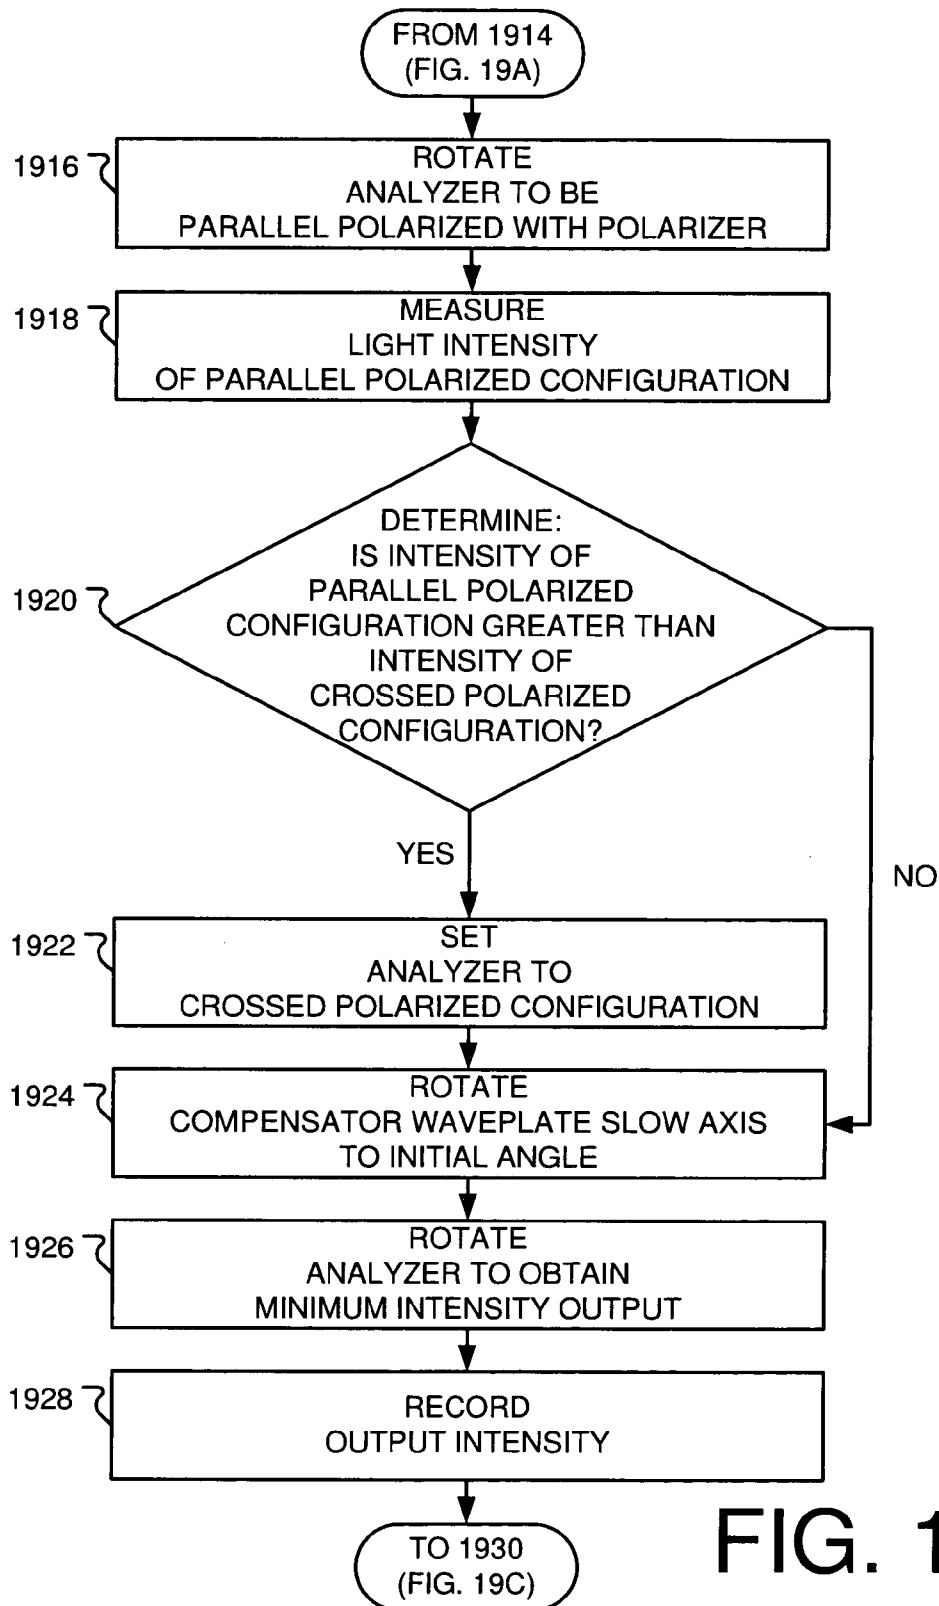 FROM 1914
(FIG. 19A)
1916
ROTATE
ANALYZER TO BE
PARALLEL POLARIZED WITH POLARIZER
1918
MEASURE
LIGHT INTENSITY
OF PARALLEL POLARIZED CONFIGURATION
1920
DETERMINE:
IS INTENSITY OF
PARALLEL POLARIZED
CONFIGURATION GREATER THAN
INTENSITY OF
CROSSED POLARIZED
CONFIGURATION?
YES
NO
1922
SET
ANALYZER TO
CROSSED POLARIZED CONFIGURATION
1924
ROTATE
COMPENSATOR WAVEPLATE SLOW AXIS
TO INITIAL ANGLE
1926
ROTATE
ANALYZER TO OBTAIN
MINIMUM INTENSITY OUTPUT
1928
RECORD
OUTPUT INTENSITY
TO 1930
(FIG. 19C)
FIG. 1